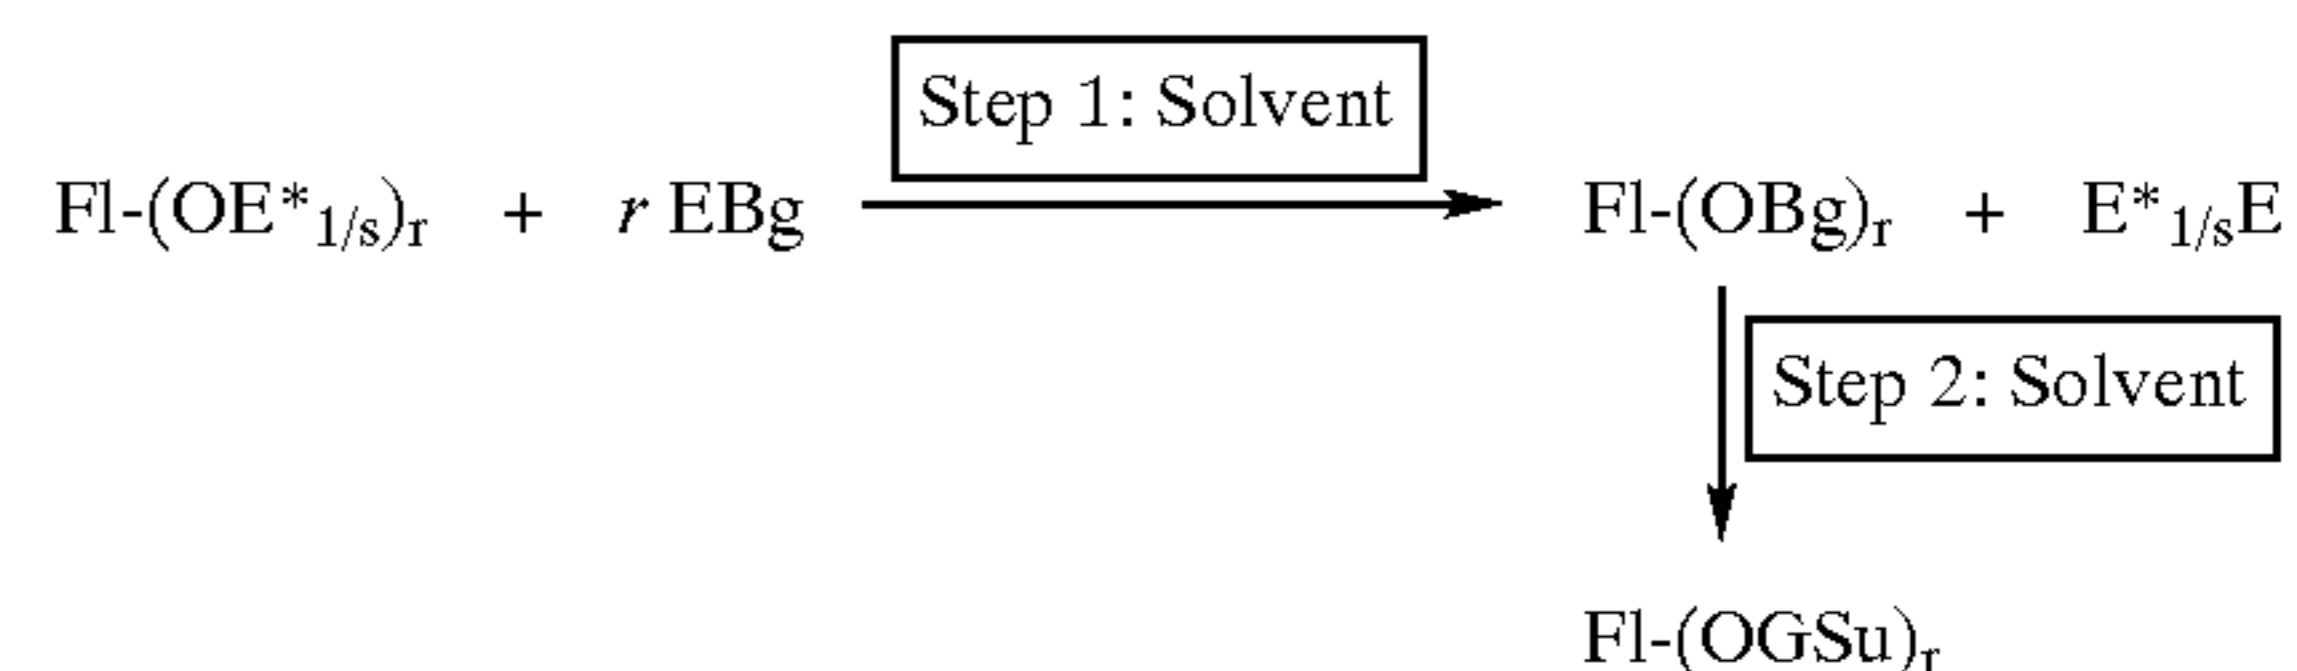 Step 1: Solvent
Fl-(OE*1/s)r + r EBg Fl-(OBg)r + E*1/sE
Step 2: Solvent
Fl-(OGSu)r